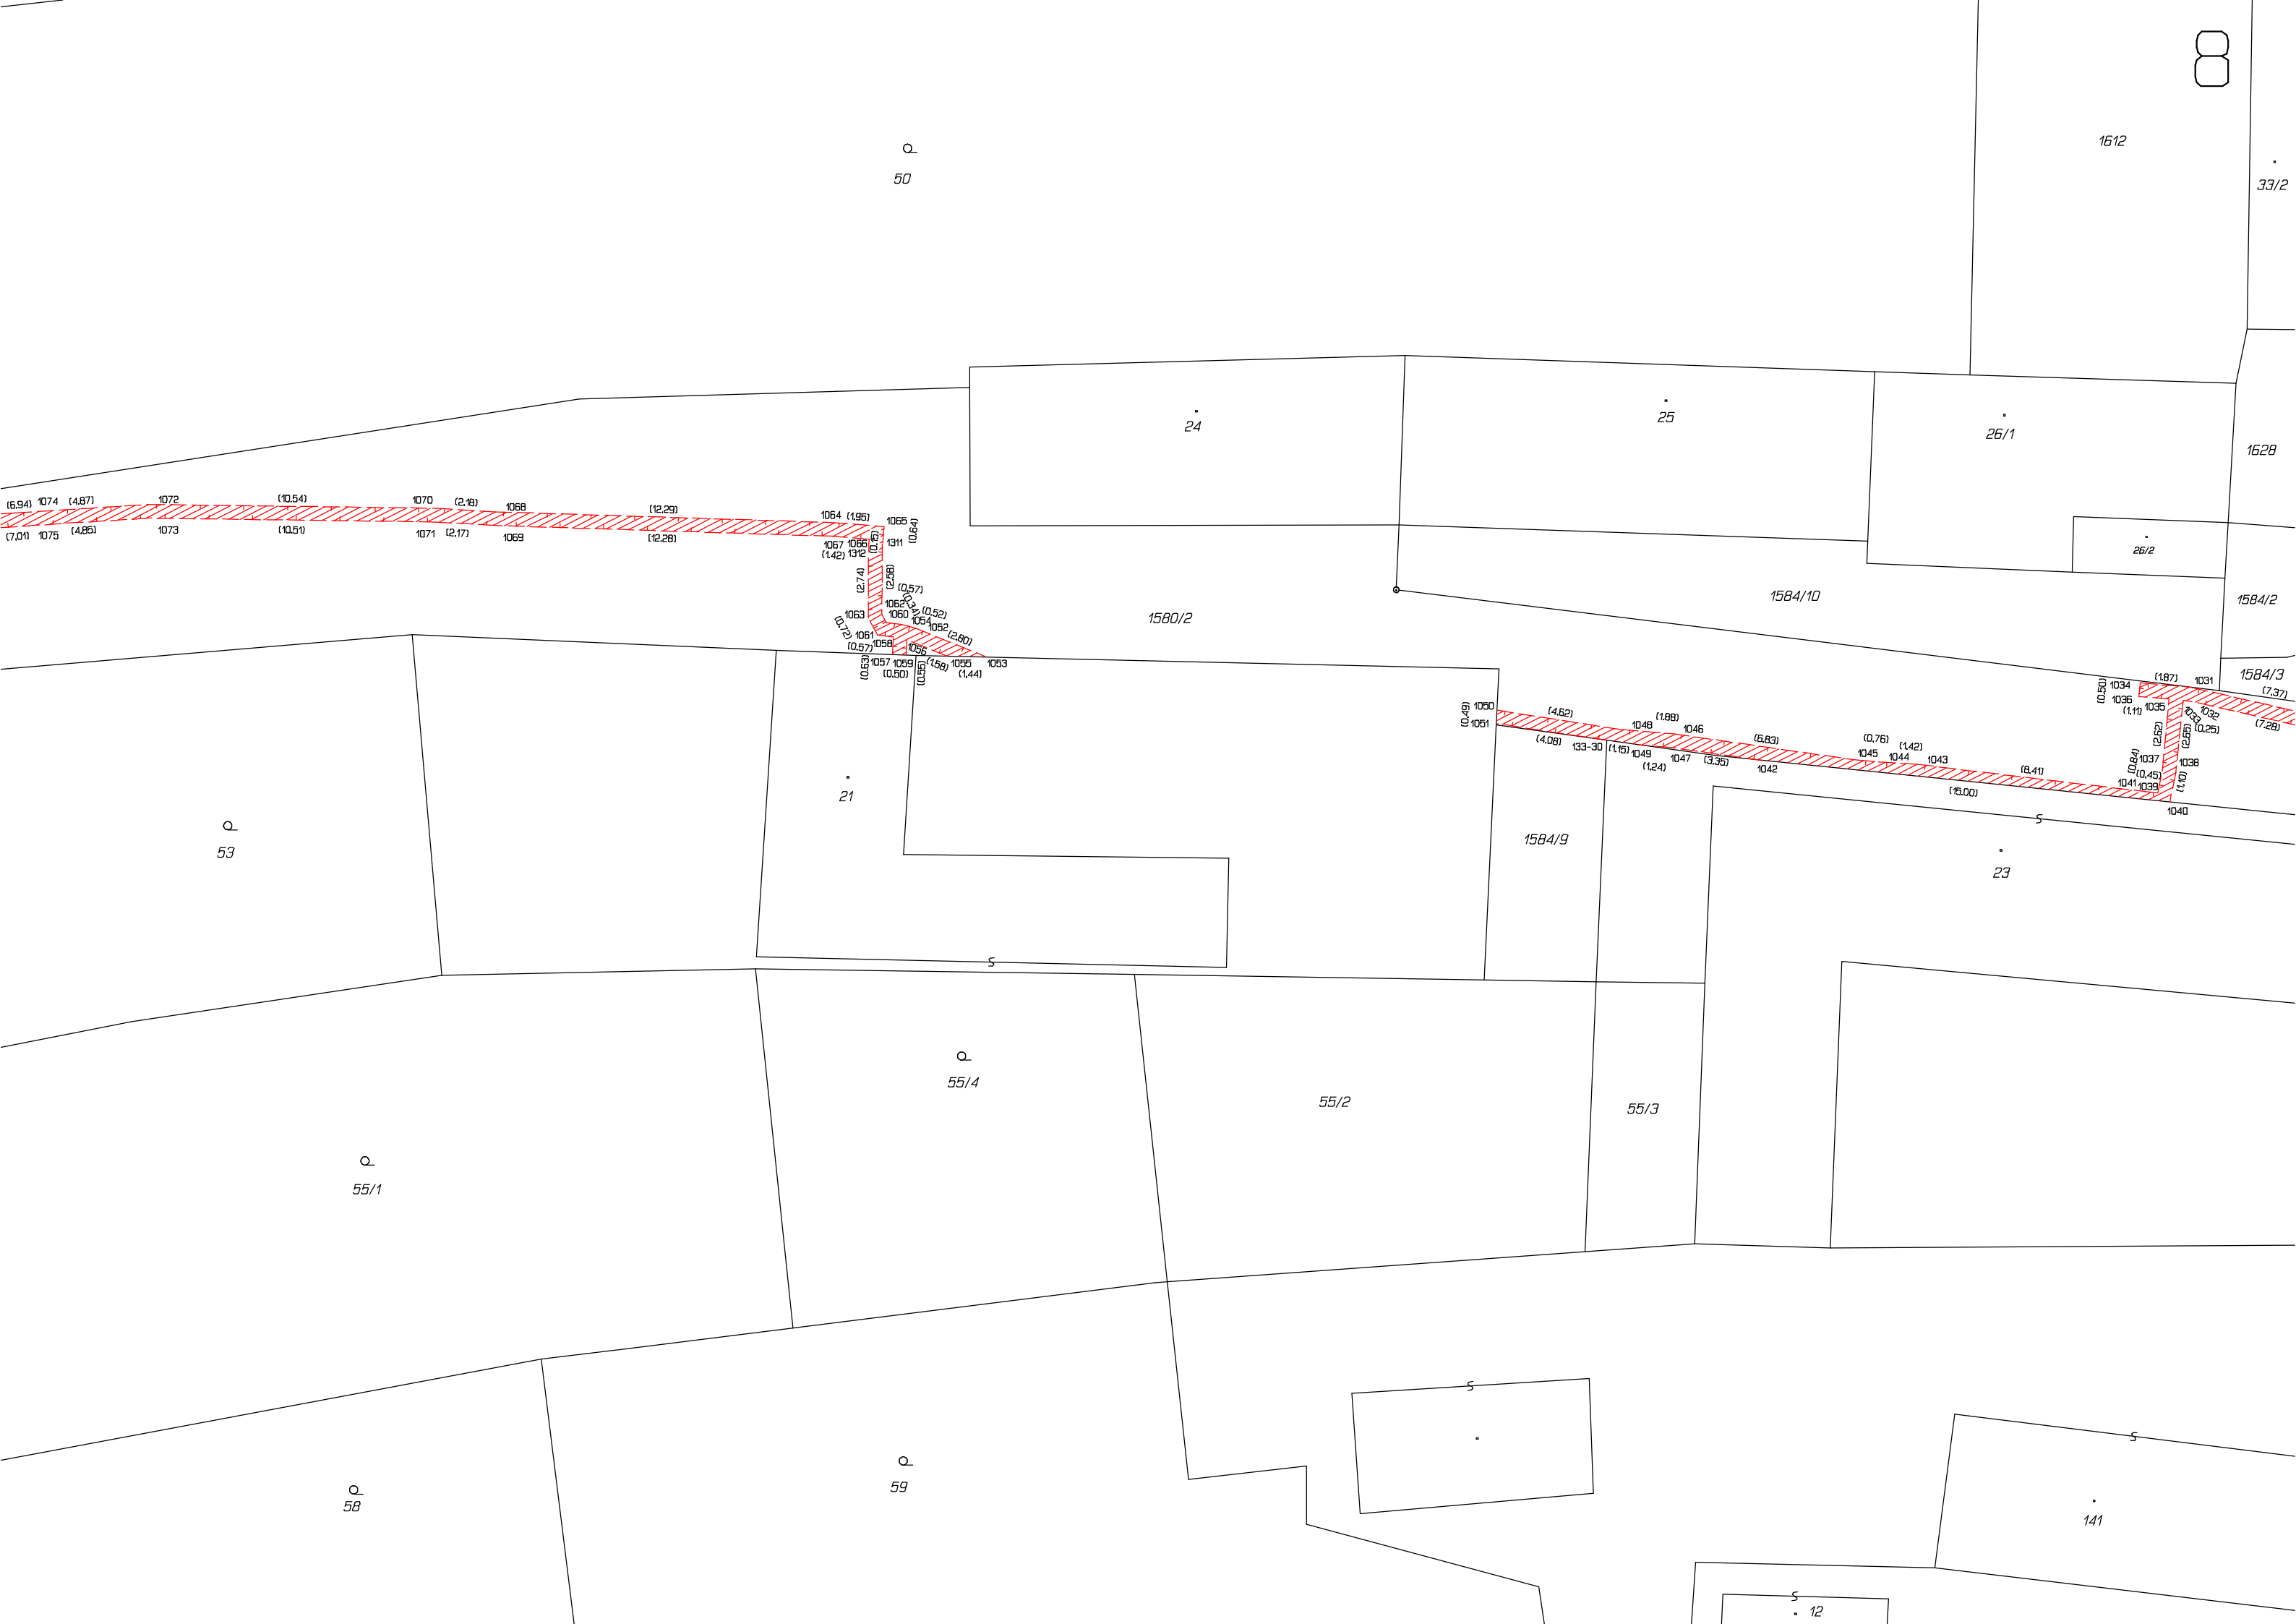 8
1612
33/2
50
24
25
26/1
1628
(6,94) 1074 (4,87) 1072 (10,54) 1070 (2,18) 1068 (12,29) 1064 (1,95) 1065 (0,64)
(7,01) 1075 (4,85) 1073 (10,51) 1071 (2,17) 1069 (12,28) 1067 1066 (0,15) 1311
(1,42) 1312
26/2
(2,74) (2,58) (0,57)
1584/10
1584/2
1062 (0,34) (0,52)
1063 1060 1054 1052 (2,80)
1580/2
(0,72) 1061 1058 1056
(0,57)
(0,63) 1057 1059 (0,55) (1,58) 1055 1053
(0,50) (1,44)
1584/3
(0,50) 1034 (1,87) 1031 (7,37)
1036 1035 1033 1032
(1,11) (0,25) (7,28)
(0,49) 1050 (4,62) (1,88)
1051 1048 1046
(4,08) 133-30 (1,15) 1049 1047 (3,35) 1042 (6,83)
(1,24)
(0,76) (1,42)
1045 1044 1043 (8,41)
(2,62) (2,65)
(0,84) 1037 1038
(0,45) (1,10)
1041 1039
(15,00)
1040
21
53
1584/9
S
23
S
55/4
55/2
55/3
55/1
S
58
59
S
141
S
12